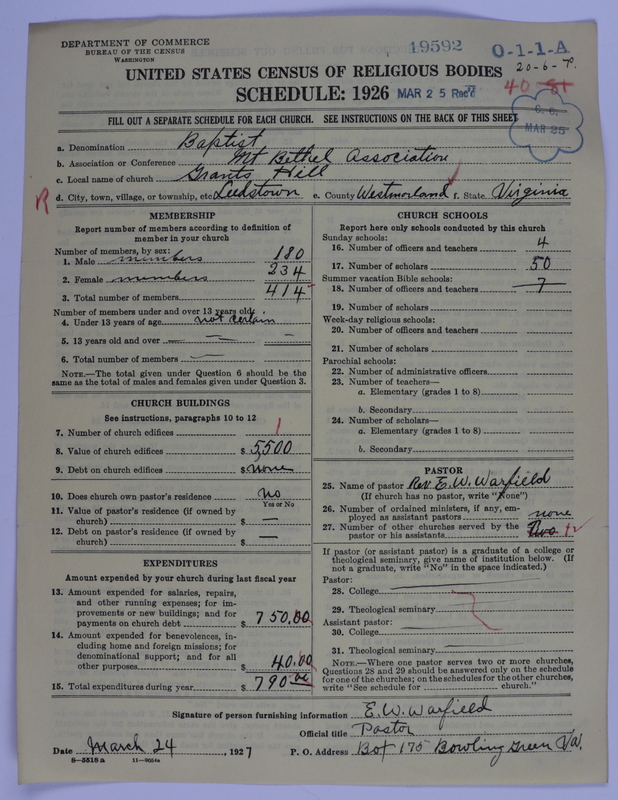 DEPARTMENT OF COMMERCE
BUREAU OF THE CENSUS
WASHINGTON
19592
0-1-1-A
20-6-
UNITED STATES CENSUS OF RELIGIOUS BODIES
SCHEDULE: 1926
MAR 25 Rec'd
40
MAR 25
FILL OUT A SEPARATE SCHEDULE FOR EACH CHURCH. SEE INSTRUCTIONS ON THE BACK OF THIS SHEET
a. Denomination Baptist
b. Association or Conference Mt Bethel Association
c. Local name of church Grants Hill
R d. City, town, village, or township, etc Leedstown e. County Westmorland f. State Virginia
MEMBERSHIP
Report number of members according to definition of
member in your church
Number of members, by sex:
1. Male members 180
2. Female members 234
3. Total number of members 414
Number of members under and over 13 years old:
4. Under 13 years of age not certain
5. 13 years old and over — —
6. Total number of members —
NOTE.—The total given under Question 6 should be
same as the total of males and females given under Question 3.
CHURCH BUILDINGS
See instructions, paragraphs 10 to 12
7. Number of church edifices 1
8. Value of church edifices $ 5,500
9. Debt on church edifices $ none
10. Does church own pastor's residence No
Yes or No
11. Value of pastor's residence (if owned by
church) $ —
12. Debt on pastor's residence (if owned by
church) $ —
EXPENDITURES
Amount expended by your church during last fiscal year
13. Amount expended for salaries, repairs,
and other running expenses; for im-
provements or new buildings; and for
payments on church debt $ 750.00
14. Amount expended for benevolences, in-
cluding home and foreign missions; for
denominational support; and for all
other purposes $ 40.00
15. Total expenditures during year $ 790.00
CHURCH SCHOOLS
Report here only schools conducted by this church
Sunday schools:
16. Number of officers and teachers 4
17. Number of scholars 50
Summer vacation Bible schools:
18. Number of officers and teachers 7
19. Number of scholars
Week-day religious schools:
20. Number of officers and teachers
21. Number of scholars
Parochial schools:
22. Number of administrative officers
23. Number of teachers—
a. Elementary (grades 1 to 8)
b. Secondary
24. Number of scholars—
a. Elementary (grades 1 to 8)
b. Secondary
PASTOR
25. Name of pastor Rev. E. W. Warfield
(If church has no pastor, write "None")
26. Number of ordained ministers, if any, em-
ployed as assistant pastors none
27. Number of other churches served by the
pastor or his assistants Two
If pastor (or assistant pastor) is a graduate of a college or
theological seminary, give name of institution below. (If
not a graduate, write "No" in the space indicated.)
Pastor:
28. College
29. Theological seminary
Assistant pastor:
30. College
31. Theological seminary
NOTE.—Where one pastor serves two or more churches,
Questions 28 and 29 should be answered only on the schedule
for one of the churches; on the schedules for the other churches,
write "See schedule for church."
Signature of person furnishing information E. W. Warfield
Official title Pastor
Date March 24, 1927 P. O. Address Box 175 Bowling Green Va.
8-5518 a 11-9054a